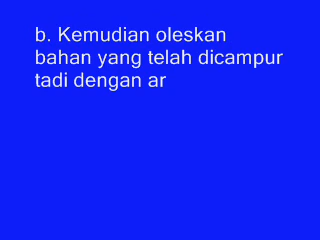 b. Kemudian oleskan
bahan yang telah dicampur
tadi dengan ar